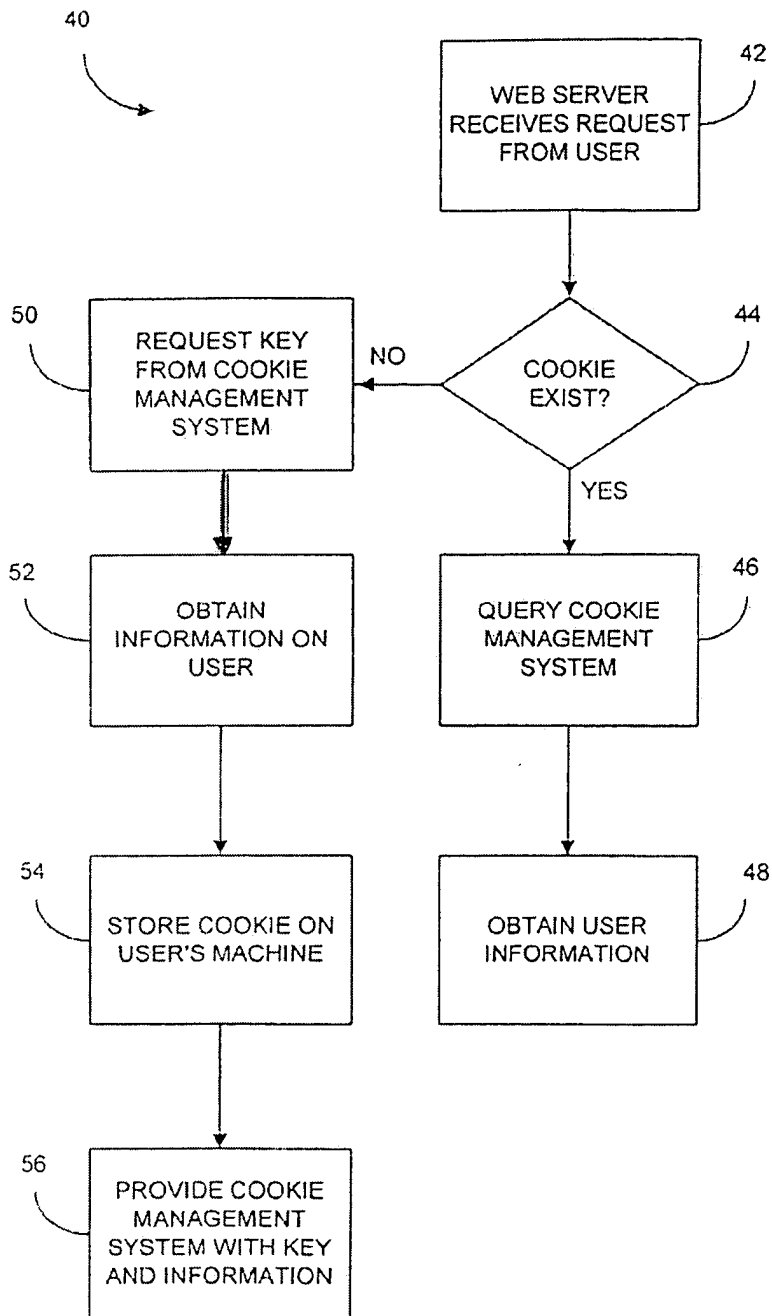 40
42
WEB SERVER
RECEIVES REQUEST
FROM USER
50
REQUEST KEY
FROM COOKIE
MANAGEMENT
SYSTEM
NO
COOKIE
EXIST?
44
YES
52
OBTAIN
INFORMATION ON
USER
QUERY COOKIE
MANAGEMENT
SYSTEM
46
54
STORE COOKIE ON
USER'S MACHINE
OBTAIN USER
INFORMATION
48
56
PROVIDE COOKIE
MANAGEMENT
SYSTEM WITH KEY
AND INFORMATION